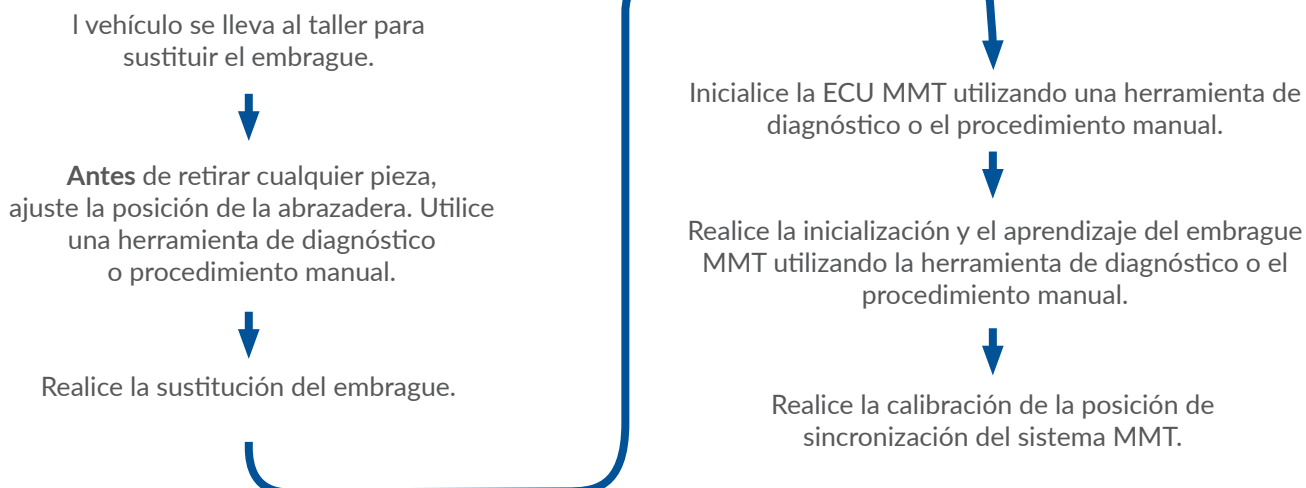 l vehículo se lleva al taller para
sustituir el embrague.
Antes de retirar cualquier pieza,
ajuste la posición de la abrazadera. Utilice
una herramienta de diagnóstico
o procedimiento manual.
Realice la sustitución del embrague.
Inicialice la ECU MMT utilizando una herramienta de
diagnóstico o el procedimiento manual.
Realice la inicialización y el aprendizaje del embrague
MMT utilizando la herramienta de diagnóstico o el
procedimiento manual.
Realice la calibración de la posición de
sincronización del sistema MMT.